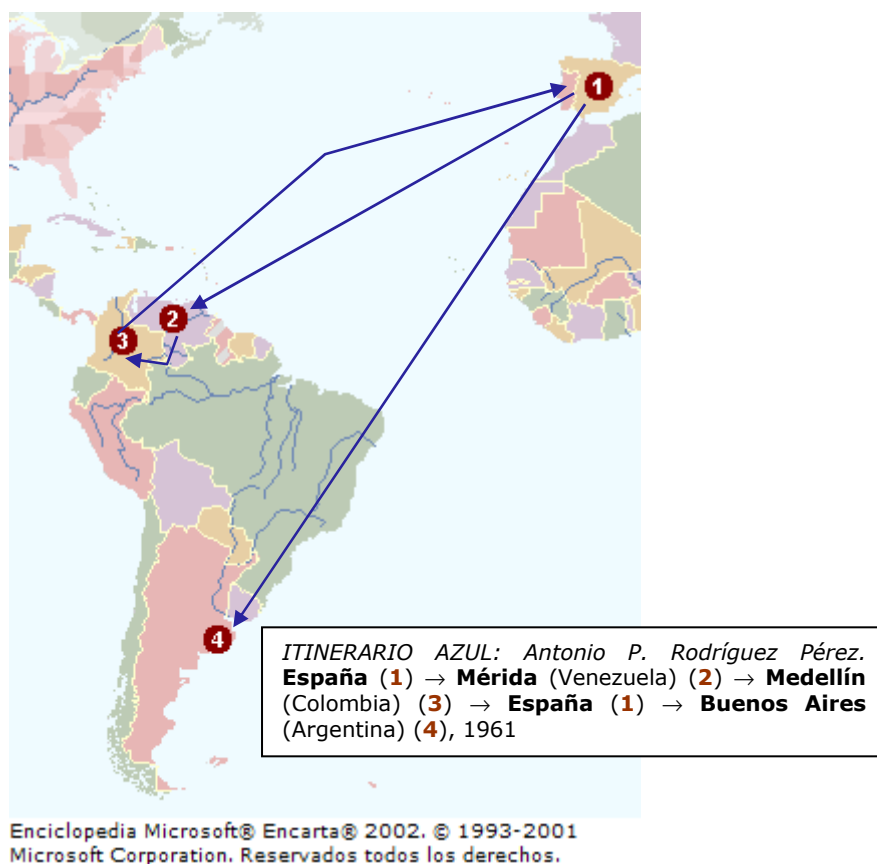 1
2
3
4
ITINERARIO AZUL: Antonio P. Rodríguez Pérez.
España (1) → Mérida (Venezuela) (2) → Medellín
(Colombia) (3) → España (1) → Buenos Aires
(Argentina) (4), 1961
Enciclopedia Microsoft® Encarta® 2002. © 1993-2001
Microsoft Corporation. Reservados todos los derechos.